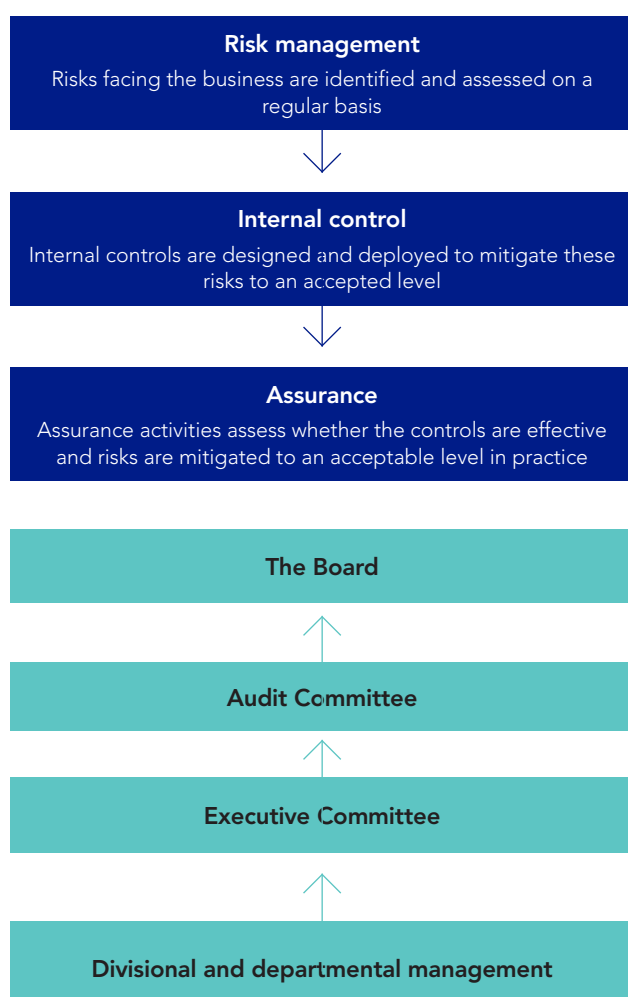 Risk management
Risks facing the business are identified and assessed on a
regular basis
Internal control
Internal controls are designed and deployed to mitigate these
risks to an accepted level
Assurance
Assurance activities assess whether the controls are effective
and risks are mitigated to an acceptable level in practice
The Board
Audit Committee
Executive Committee
Divisional and departmental management